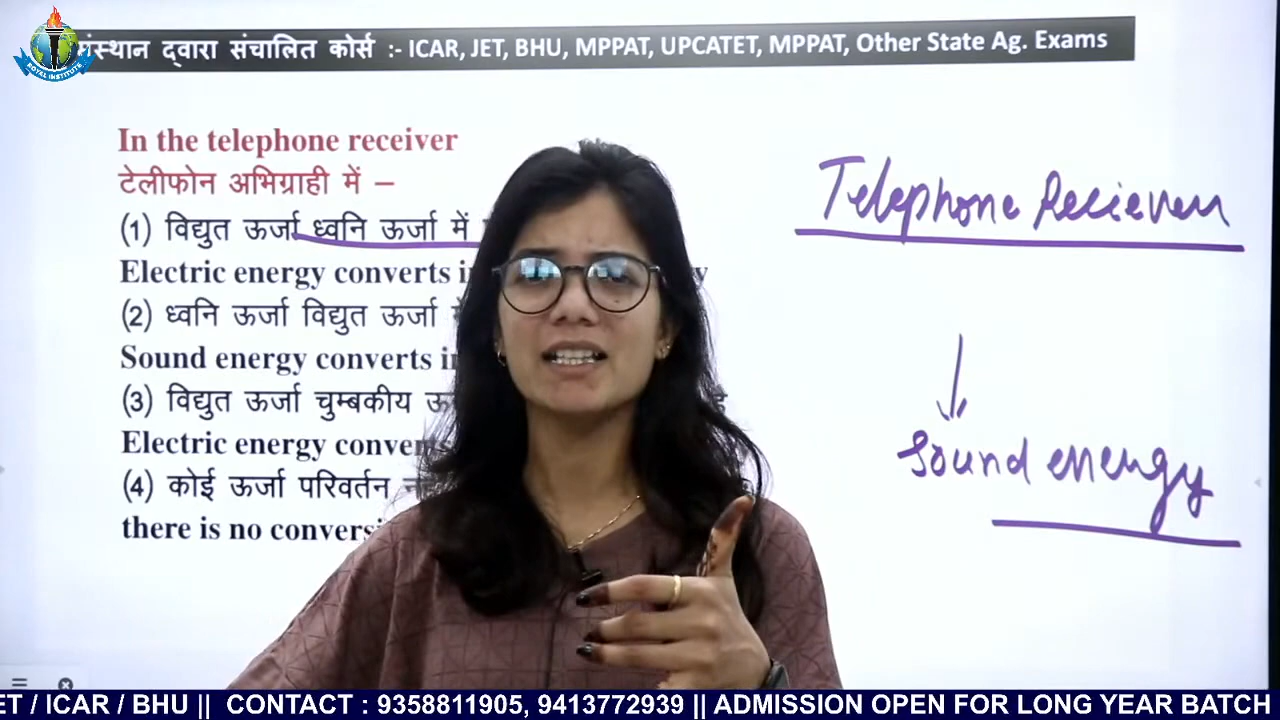 संस्थान द्वारा संचालित कोर्स :- ICAR, JET, BHU, MPPAT, UPCATET, MPPAT, Other State Ag. Exams
ROYAL INSTITUTE
In the telephone receiver
टेलीफोन अभिग्राही में –
(1) विद्युत ऊर्जा ध्वनि ऊर्जा में
Electric energy converts
(2) ध्वनि ऊर्जा विद्युत ऊर्जा
Sound energy converts
(3) विद्युत ऊर्जा चुम्बकीय
Electric energy converts
(4) कोई ऊर्जा परिवर्तन
there is no
Telephone Reciever
Sound energy
ET / ICAR / BHU || CONTACT : 9358811905, 9413772939 || ADMISSION OPEN FOR LONG YEAR BATCH